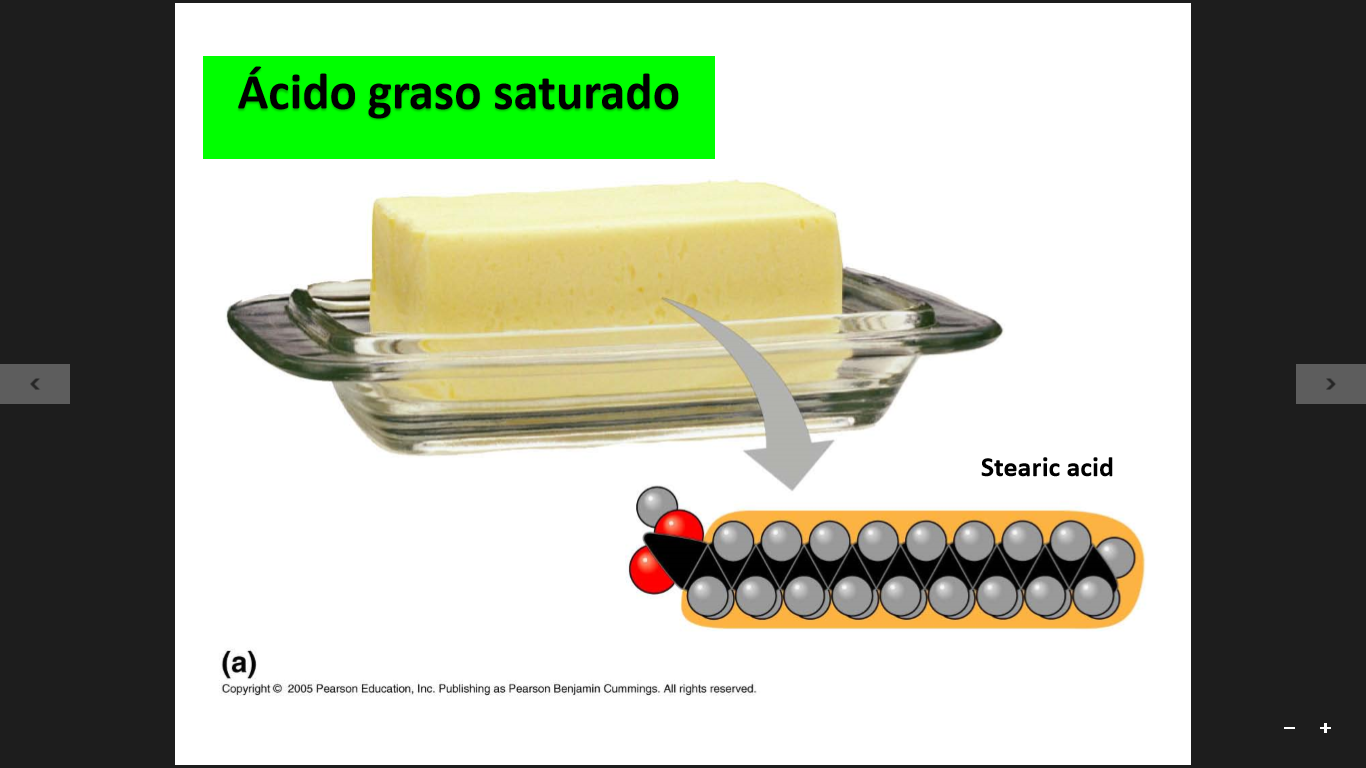 Ácido graso saturado
Stearic acid
(a)
Copyright © 2005 Pearson Education, Inc. Publishing as Pearson Benjamin Cummings. All rights reserved.